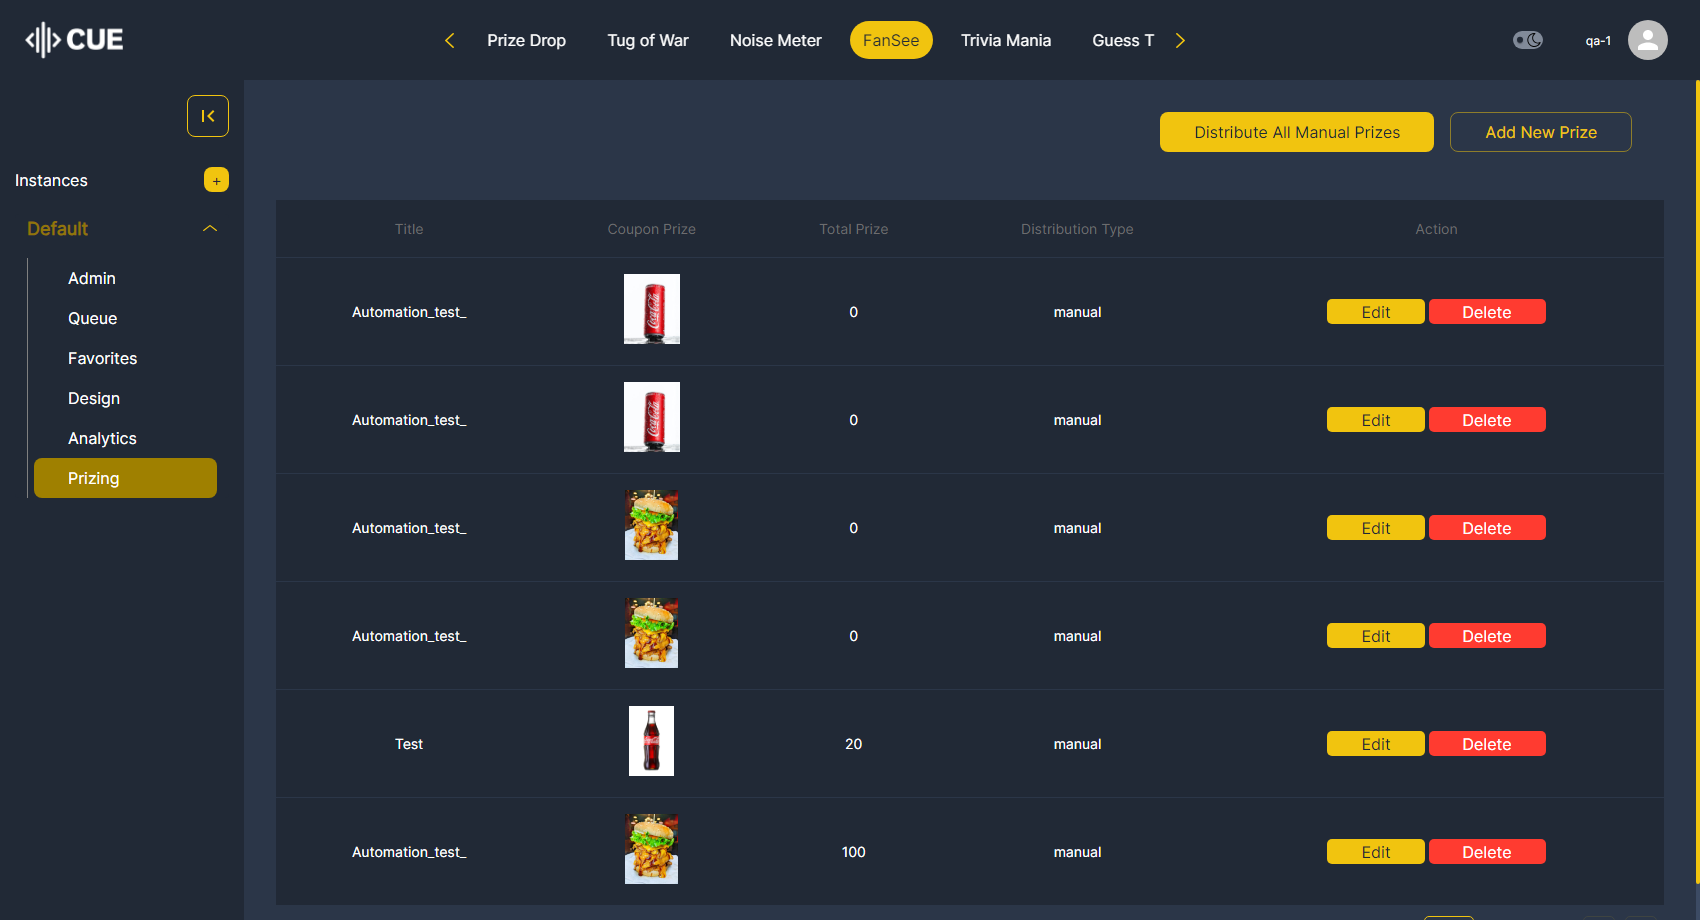 CUE
Prize Drop
Tug of War
Noise Meter
FanSee
Trivia Mania
Guess T
qa-1
Instances
+
Default
Admin
Queue
Favorites
Design
Analytics
Prizing
Distribute All Manual Prizes
Add New Prize
Title Coupon Prize Total Prize Distribution Type Action
Automation_test_ Coca-Cola 0 manual Edit Delete
Automation_test_ Coca-Cola 0 manual Edit Delete
Automation_test_ 0 manual Edit Delete
Automation_test_ 0 manual Edit Delete
Test 20 manual Edit Delete
Automation_test_ 100 manual Edit Delete